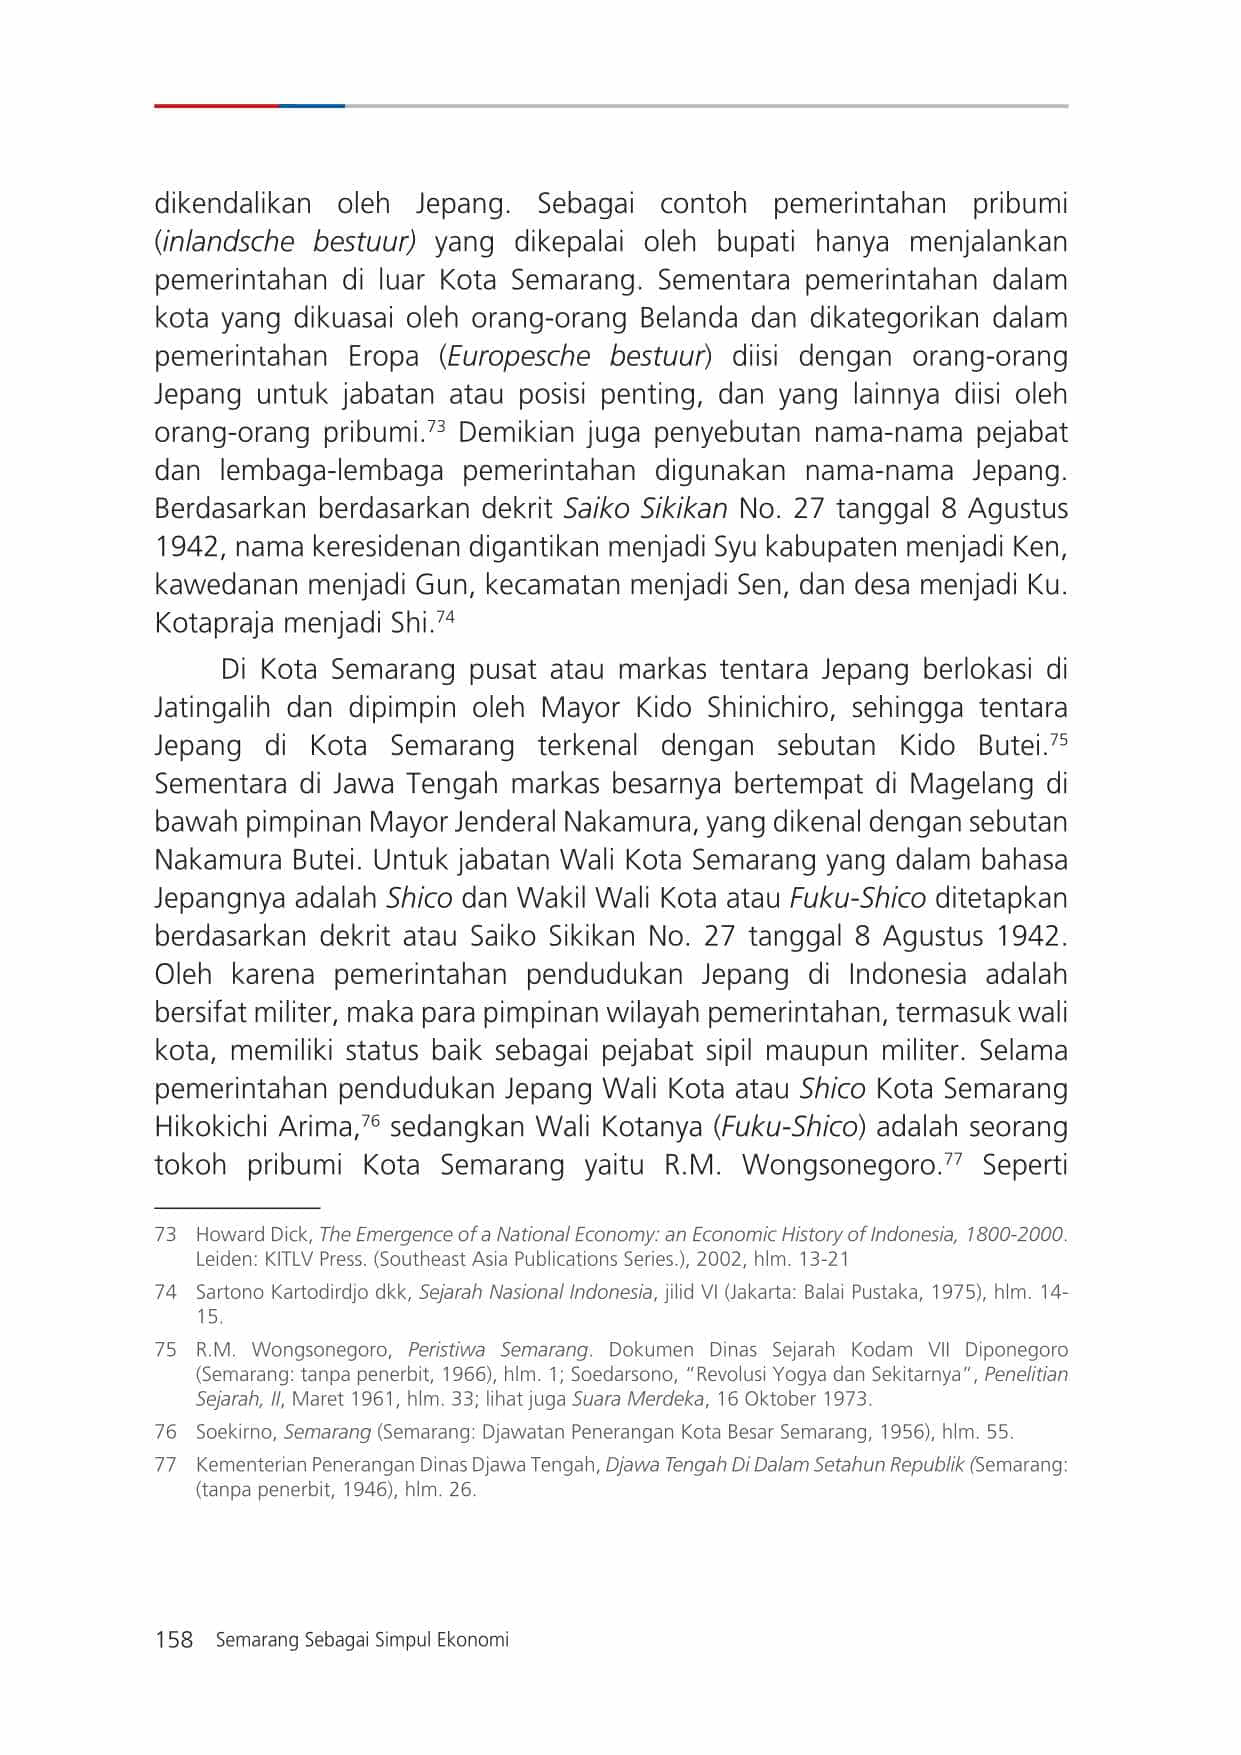 dikendalikan oleh Jepang. Sebagai contoh pemerintahan pribumi
(inlandsche bestuur) yang dikepalai oleh bupati hanya menjalankan
pemerintahan di luar Kota Semarang. Sementara pemerintahan dalam
kota yang dikuasai oleh orang-orang Belanda dan dikategorikan dalam
pemerintahan Eropa (Europesche bestuur) diisi dengan orang-orang
Jepang untuk jabatan atau posisi penting, dan yang lainnya diisi oleh
orang-orang pribumi.73 Demikian juga penyebutan nama-nama pejabat
dan lembaga-lembaga pemerintahan digunakan nama-nama Jepang.
Berdasarkan berdasarkan dekrit Saiko Sikikan No. 27 tanggal 8 Agustus
1942, nama keresidenan digantikan menjadi Syu kabupaten menjadi Ken,
kawedanan menjadi Gun, kecamatan menjadi Sen, dan desa menjadi Ku.
Kotapraja menjadi Shi.74
Di Kota Semarang pusat atau markas tentara Jepang berlokasi di
Jatingalih dan dipimpin oleh Mayor Kido Shinichiro, sehingga tentara
Jepang di Kota Semarang terkenal dengan sebutan Kido Butei.75
Sementara di Jawa Tengah markas besarnya bertempat di Magelang di
bawah pimpinan Mayor Jenderal Nakamura, yang dikenal dengan sebutan
Nakamura Butei. Untuk jabatan Wali Kota Semarang yang dalam bahasa
Jepangnya adalah Shico dan Wakil Wali Kota atau Fuku-Shico ditetapkan
berdasarkan dekrit atau Saiko Sikikan No. 27 tanggal 8 Agustus 1942.
Oleh karena pemerintahan pendudukan Jepang di Indonesia adalah
bersifat militer, maka para pimpinan wilayah pemerintahan, termasuk wali
kota, memiliki status baik sebagai pejabat sipil maupun militer. Selama
pemerintahan pendudukan Jepang Wali Kota atau Shico Kota Semarang
Hikokichi Arima,76 sedangkan Wali Kotanya (Fuku-Shico) adalah seorang
tokoh pribumi Kota Semarang yaitu R.M. Wongsonegoro.77 Seperti
73 Howard Dick, The Emergence of a National Economy: an Economic History of Indonesia, 1800-2000.
Leiden: KITLV Press. (Southeast Asia Publications Series.), 2002, hlm. 13-21
74 Sartono Kartodirdjo dkk, Sejarah Nasional Indonesia, jilid VI (Jakarta: Balai Pustaka, 1975), hlm. 14-
15.
75 R.M. Wongsonegoro, Peristiwa Semarang. Dokumen Dinas Sejarah Kodam VII Diponegoro
(Semarang: tanpa penerbit, 1966), hlm. 1; Soedarsono, “Revolusi Yogya dan Sekitarnya”, Penelitian
Sejarah, II, Maret 1961, hlm. 33; lihat juga Suara Merdeka, 16 Oktober 1973.
76 Soekirno, Semarang (Semarang: Djawatan Penerangan Kota Besar Semarang, 1956), hlm. 55.
77 Kementerian Penerangan Dinas Djawa Tengah, Djawa Tengah Di Dalam Setahun Republik (Semarang:
(tanpa penerbit, 1946), hlm. 26.
158 Semarang Sebagai Simpul Ekonomi